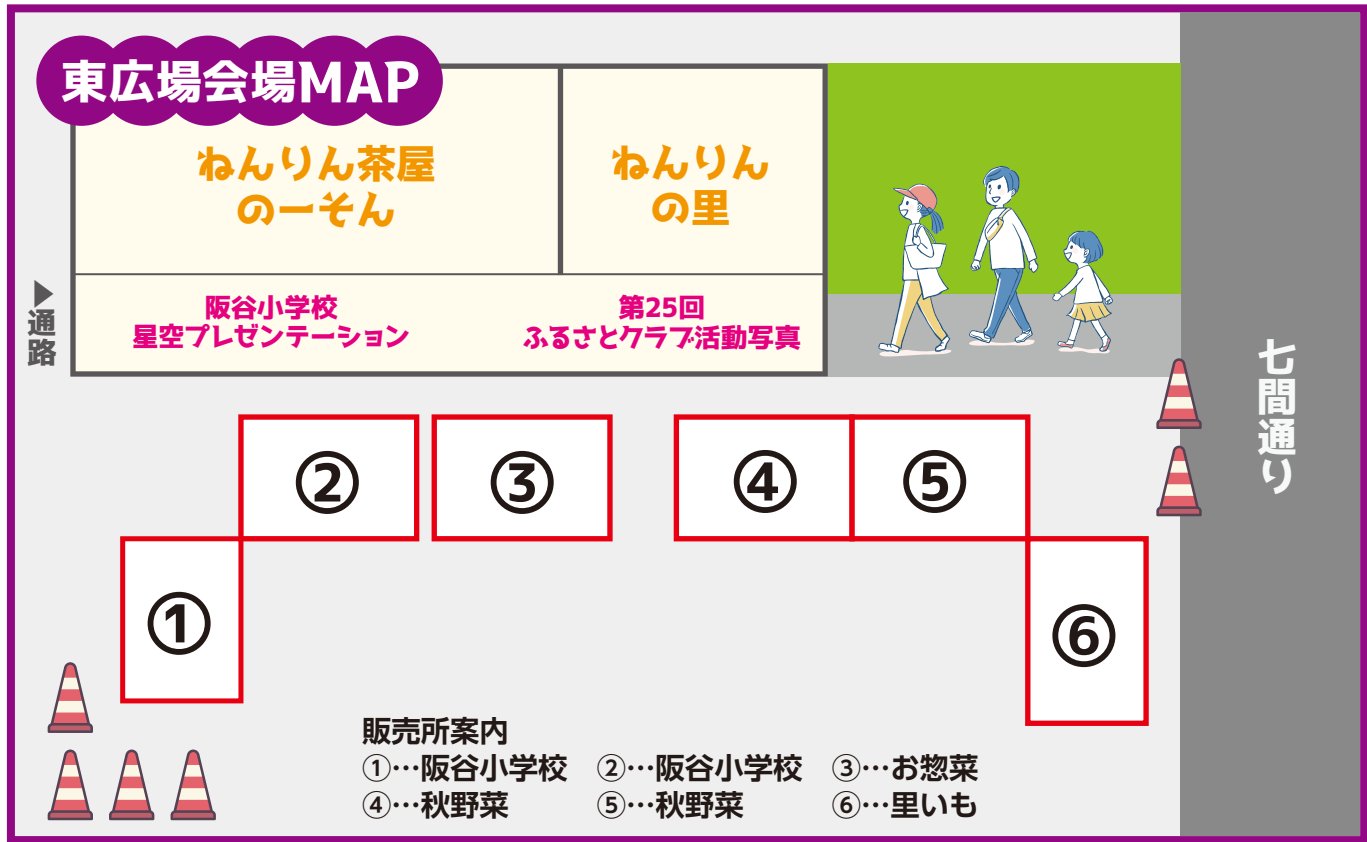 東広場会場MAP
ねんりん茶屋
のーそん
ねんりん
の里
阪谷小学校
星空プレゼンテーション
第25回
ふるさとクラブ活動写真
▶通路
七間通り
②
③
④
⑤
①
⑥
販売所案内
①…阪谷小学校 ②…阪谷小学校 ③…お惣菜
④…秋野菜 ⑤…秋野菜 ⑥…里いも